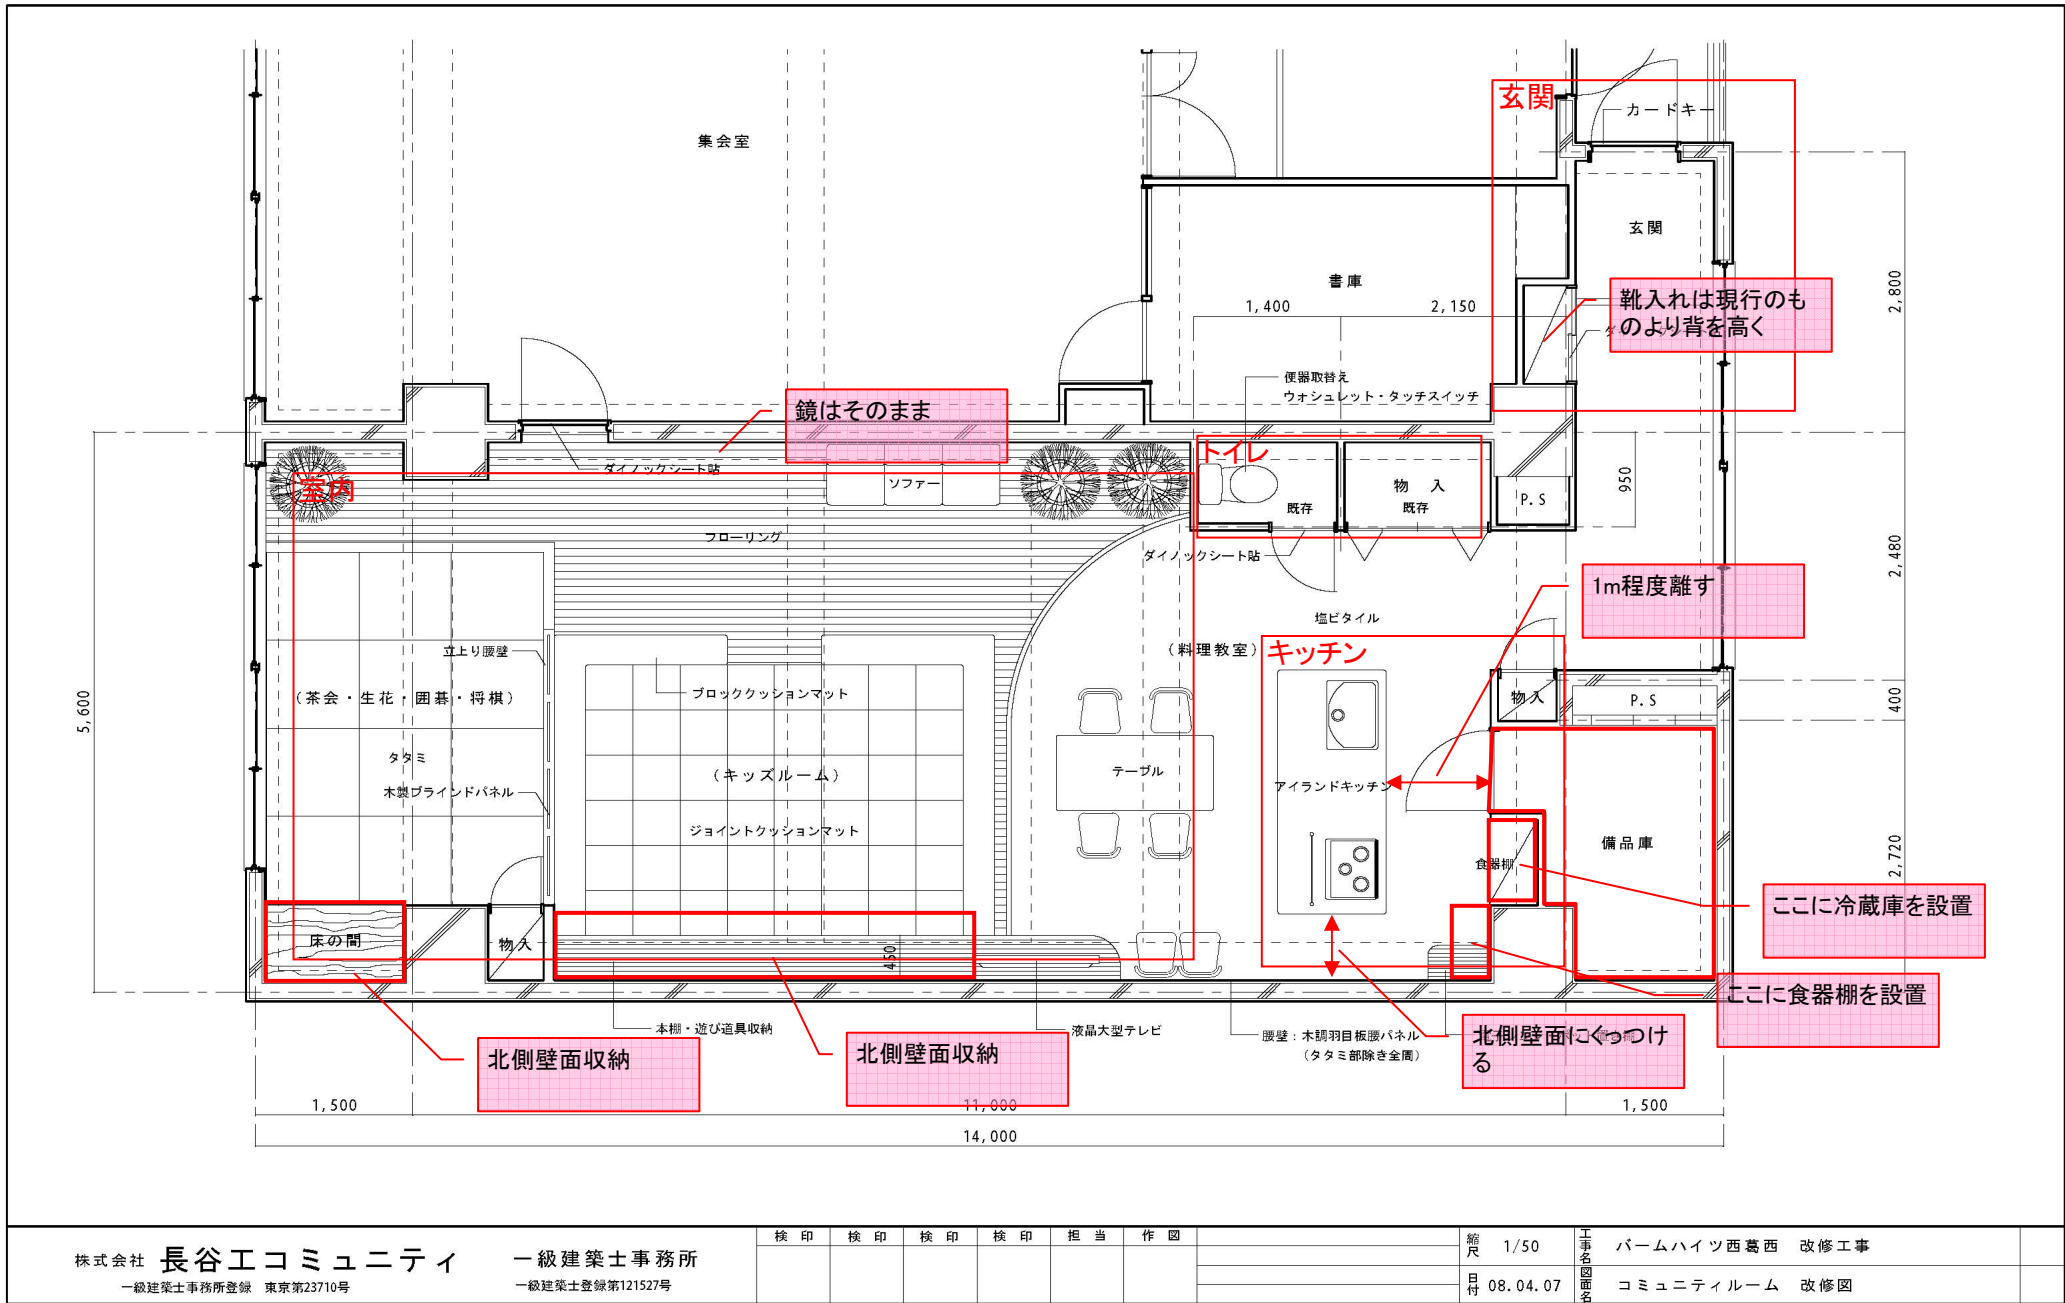 玄関
カードキー
集会室
玄関
書庫
2,800
1,400
2,150
靴入れは現行のも
のより背を高く
便器取替え
ウォシュレット・タッチスイッチ
鏡はそのまま
トイレ
ダイノックシート貼
ソファー
室内
物 入
既存
既存
P.S
950
フローリング
ダイノックシート貼
2,480
1m程度離す
塩ビタイル
(料理教室)
キッチン
立上り腰壁
(茶会・生花・囲碁・将棋)
ブロッククッションマット
物入
P.S
400
5,600
タタミ
(キッズルーム)
テーブル
アイランドキッチン
木製ブラインドパネル
ジョイントクッションマット
備品庫
食器棚
2,720
ここに冷蔵庫を設置
床の間
物入
450
ここに食器棚を設置
本棚・遊び道具収納
液晶大型テレビ
腰壁:木調羽目板腰パネル
(タタミ部除き全周)
北側壁面にくっつけ
る
北側壁面収納
北側壁面収納
1,500
11,000
1,500
14,000
株式会社 長谷工コミュニティ 一級建築士事務所
一級建築士事務所登録 東京第23710号 一級建築士登録第121527号
検 印 検 印 検 印 検 印 担 当 作 図
縮尺 1/50
工事名 パームハイツ西葛西 改修工事
日付 08.04.07
図面名 コミュニティルーム 改修図